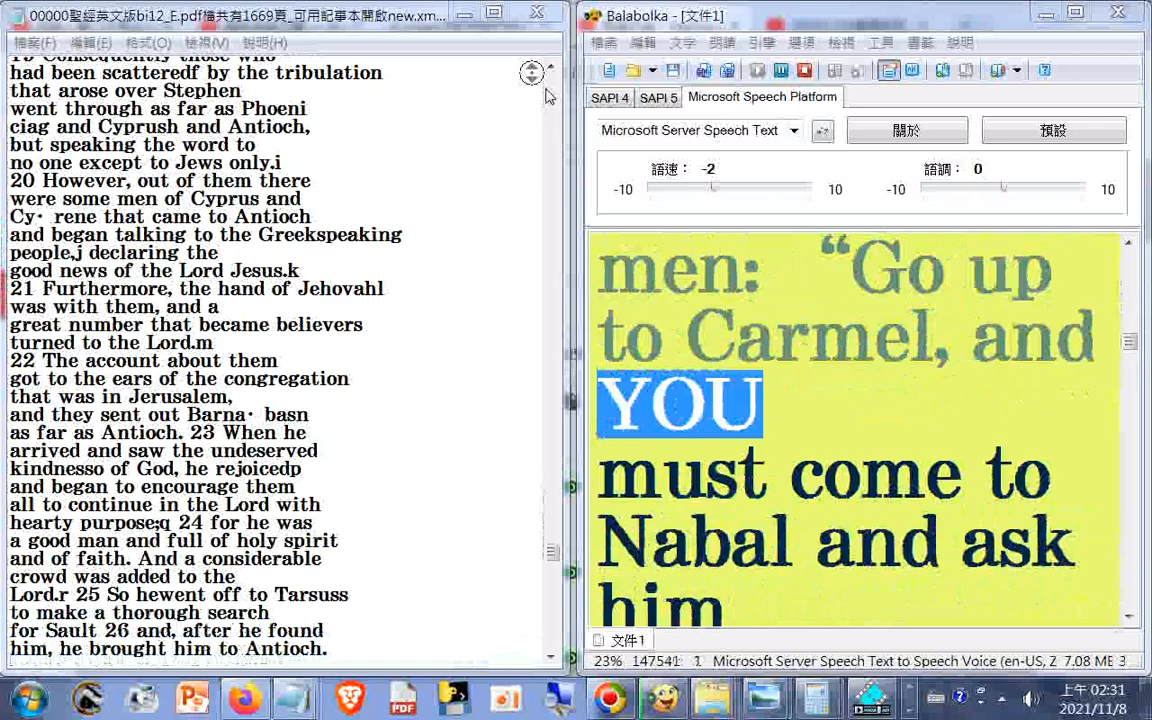 00000聖經英文版bi12_E.pdf檔共有1669頁_可用記事本開啟new.xm...
檔案(F) 編輯(E) 格式(O) 檢視(V) 說明(H)
19 Consequently those who
had been scatteredf by the tribulation
that arose over Stephen
went through as far as Phoeni
ciag and Cyprush and Antioch,
but speaking the word to
no one except to Jews only.i
20 However, out of them there
were some men of Cyprus and
Cy· rene that came to Antioch
and began talking to the Greekspeaking
people,j declaring the
good news of the Lord Jesus.k
21 Furthermore, the hand of Jehovahl
was with them, and a
great number that became believers
turned to the Lord.m
22 The account about them
got to the ears of the congregation
that was in Jerusalem,
and they sent out Barna· basn
as far as Antioch. 23 When he
arrived and saw the undeserved
kindnesso of God, he rejoicedp
and began to encourage them
all to continue in the Lord with
hearty purpose;q 24 for he was
a good man and full of holy spirit
and of faith. And a considerable
crowd was added to the
Lord.r 25 So hewent off to Tarsuss
to make a thorough search
for Sault 26 and, after he found
him, he brought him to Antioch.
Balabolka - [文件1]
檔案 編輯 文字 朗讀 引擎 選項 檢視 工具 書籤 說明
SAPI 4 SAPI 5 Microsoft Speech Platform
Microsoft Server Speech Text 關於 預設
語速： -2 語調： 0
-10 10 -10 10
men: “Go up
to Carmel, and
YOU
must come to
Nabal and ask
him
文件1
23% 147541 1 Microsoft Server Speech Text to Speech Voice (en-US, Z 7.08 MB 3
PDF
上午 02:31
2021/11/8